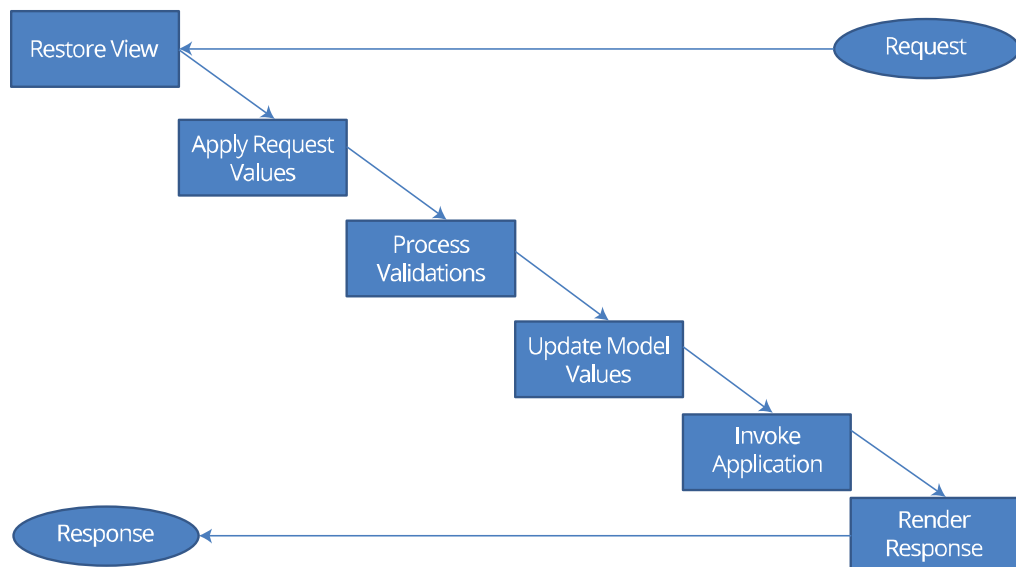 Restore View
Request
Apply Request
Values
Process
Validations
Update Model
Values
Invoke
Application
Response
Render
Response